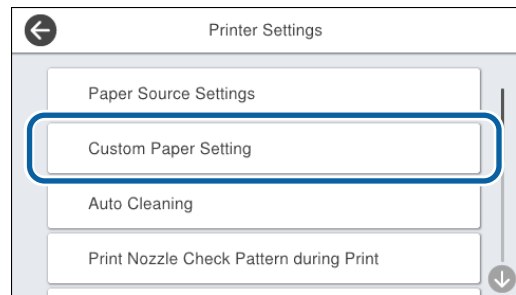 Printer Settings
Paper Source Settings
Custom Paper Setting
Auto Cleaning
Print Nozzle Check Pattern during Print